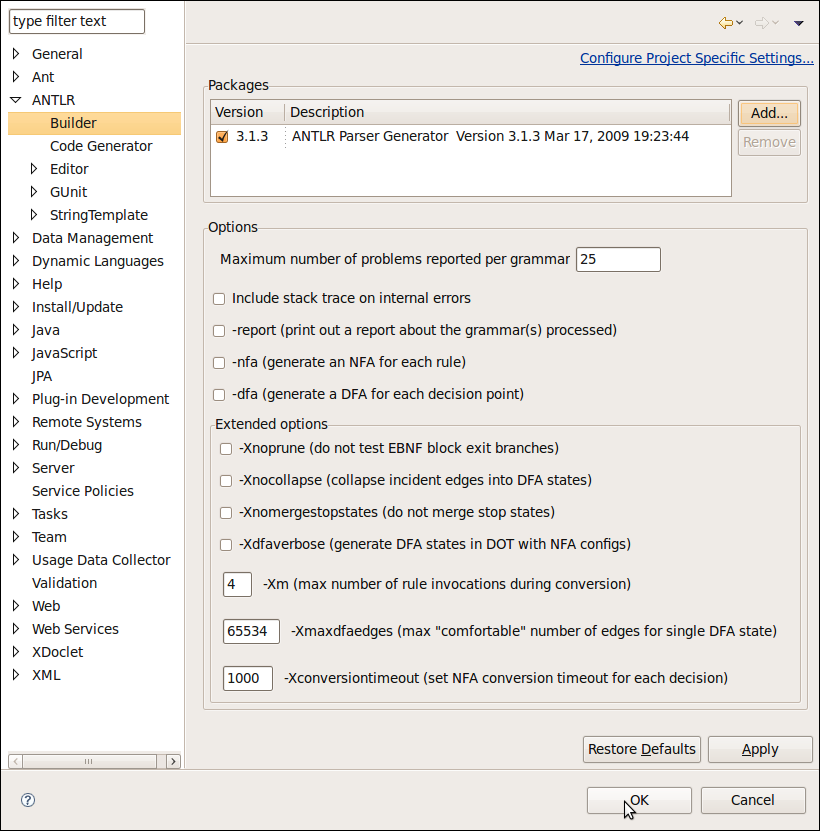 type filter text
General
Ant
ANTLR
Builder
Code Generator
Editor
GUnit
StringTemplate
Data Management
Dynamic Languages
Help
Install/Update
Java
JavaScript
JPA
Plug-in Development
Remote Systems
Run/Debug
Server
Service Policies
Tasks
Team
Usage Data Collector
Validation
Web
Web Services
XDoclet
XML
Configure Project Specific Settings...
Packages
Version Description
3.1.3 ANTLR Parser Generator Version 3.1.3 Mar 17, 2009 19:23:44
Add...
Remove
Options
Maximum number of problems reported per grammar 25
Include stack trace on internal errors
-report (print out a report about the grammar(s) processed)
-nfa (generate an NFA for each rule)
-dfa (generate a DFA for each decision point)
Extended options
-Xnoprune (do not test EBNF block exit branches)
-Xnocollapse (collapse incident edges into DFA states)
-Xnomergestopstates (do not merge stop states)
-Xdfaverbose (generate DFA states in DOT with NFA configs)
4 -Xm (max number of rule invocations during conversion)
65534 -Xmaxdfaedges (max "comfortable" number of edges for single DFA state)
1000 -Xconversiontimeout (set NFA conversion timeout for each decision)
Restore Defaults Apply
? OK Cancel